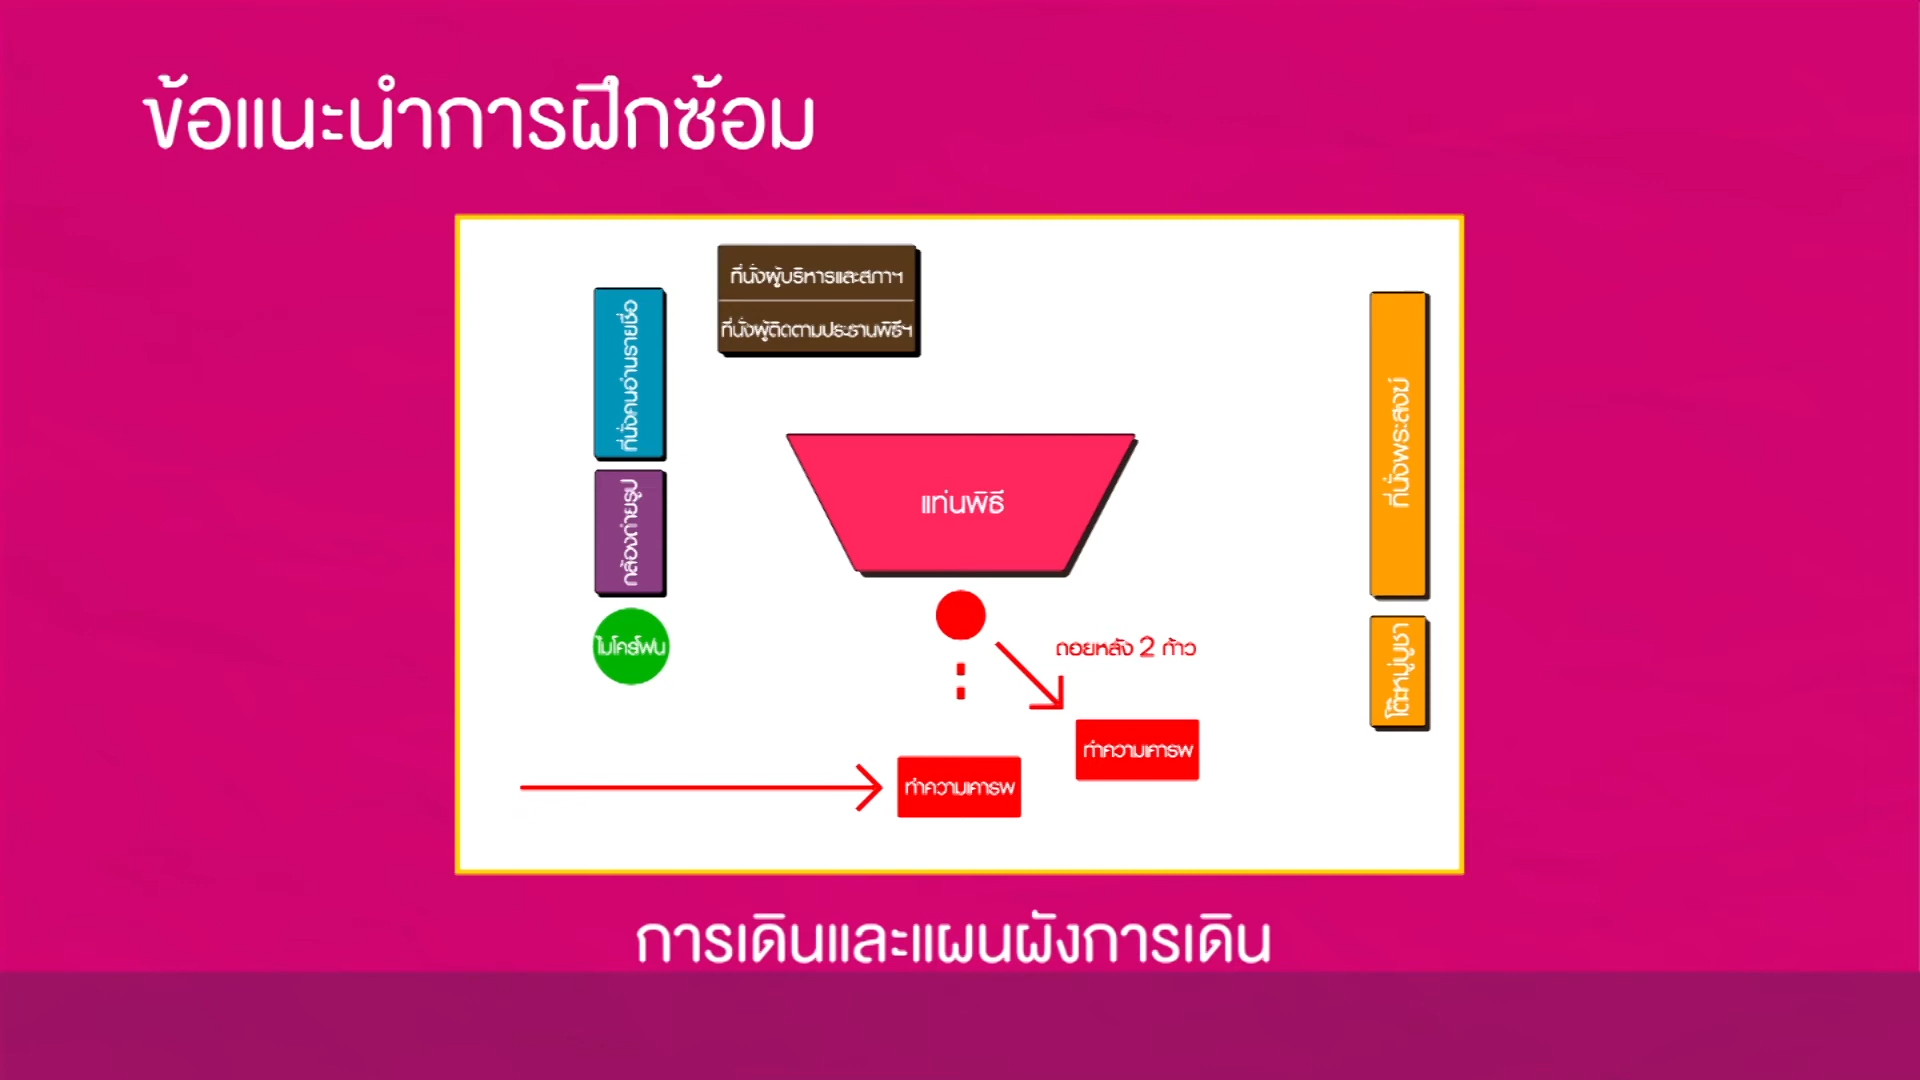 ข้อแนะนำการฝึกซ้อม
ที่นั่งผู้บริหารและสภาฯ
ที่นั่งผู้ติดตามประธานพิธีฯ
ที่นั่งคนอ่านรายชื่อ
กล้องถ่ายรูป
ไมโครโฟน
แท่นพิธี
ที่นั่งพระสงฆ์
โต๊ะหมู่บูชา
ถอยหลัง 2 ก้าว
ทำความเคารพ
ทำความเคารพ
การเดินและแผนผังการเดิน